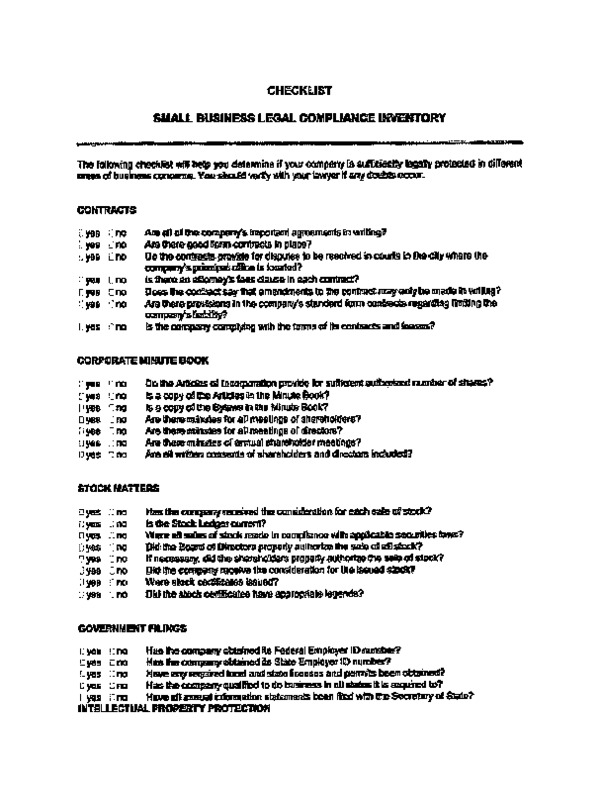 CHECKLIST
SMALL BUSINESS LEGAL COMPLIANCE INVENTORY
The following checklist will help you determine if your company is sufficiently legally protected in different
areas of business concerns. You should verify with your lawyer if any doubts occur.
CONTRACTS
yes no Are all of the company's important agreements in writing?
yes no Are there good form contracts in place?
yes no Do the contracts provide for disputes to be resolved in courts in the city where the
company's principal office is located?
yes no Is there an attorney's fees clause in each contract?
yes no Does the contract say that amendments to the contract may only be made in writing?
yes no Are there provisions in the company's standard form contracts regarding limiting the
company's liability?
yes no Is the company complying with the terms of its contracts and leases?
CORPORATE MINUTE BOOK
yes no Do the Articles of Incorporation provide for sufficient authorized number of shares?
yes no Is a copy of the Articles in the Minute Book?
yes no Is a copy of the Bylaws in the Minute Book?
yes no Are there minutes for all meetings of shareholders?
yes no Are there minutes for all meetings of directors?
yes no Are there minutes of annual shareholder meetings?
yes no Are all written consents of shareholders and directors included?
STOCK MATTERS
yes no Has the company received the consideration for each sale of stock?
yes no Is the Stock Ledger current?
yes no Were all sales of stock made in compliance with applicable securities laws?
yes no Did the Board of Directors properly authorize the sale of all stock?
yes no If necessary, did the shareholders properly authorize the sale of stock?
yes no Did the company receive the consideration for the issued stock?
yes no Were stock certificates issued?
yes no Did the stock certificates have appropriate legends?
GOVERNMENT FILINGS
yes no Has the company obtained its Federal Employer ID number?
yes no Has the company obtained its State Employer ID number?
yes no Have any required local and state licenses and permits been obtained?
yes no Has the company qualified to do business in all states it is required to?
yes no Have all annual information statements been filed with the Secretary of State?
INTELLECTUAL PROPERTY PROTECTION